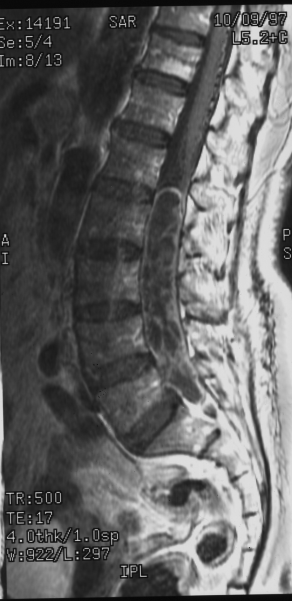 Ex:14191
Se:5/4
Im:8/13
SAR
10/09/97
L5.2+C
A
I
P
S
TR:500
TE:17
4.0thk/1.0sp
W:922/L:297
IPL